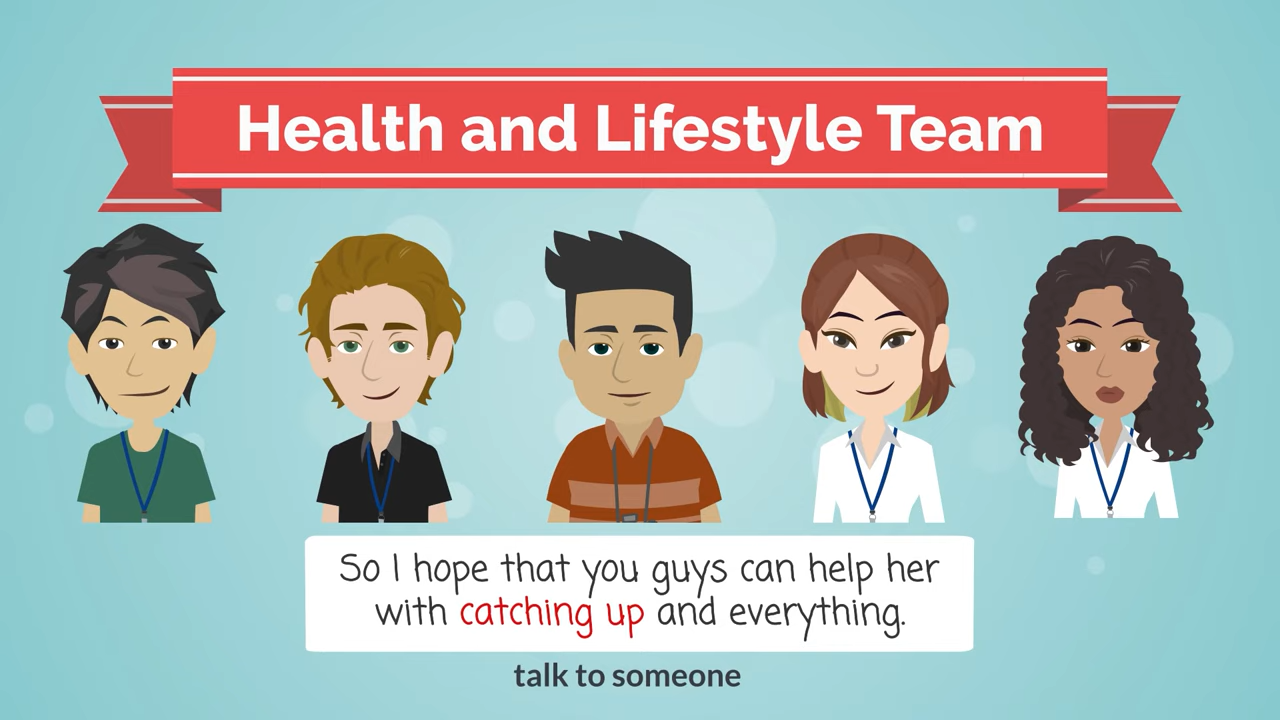 Health and Lifestyle Team
So I hope that you guys can help her
with catching up and everything.
talk to someone